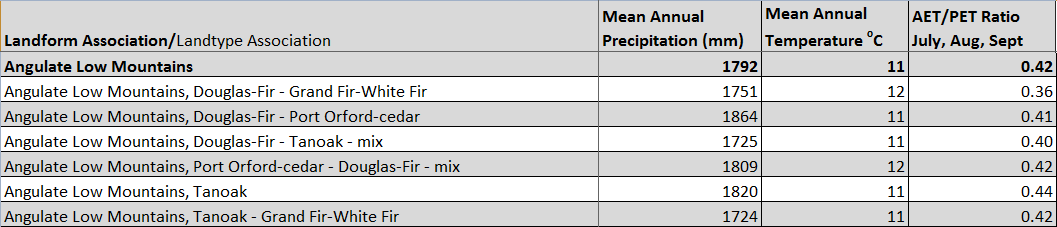 Landform Association/Landtype Association Mean Annual Precipitation (mm) Mean Annual Temperature ⁰C AET/PET Ratio July, Aug, Sept
Angulate Low Mountains 1792 11 0.42
Angulate Low Mountains, Douglas-Fir - Grand Fir-White Fir 1751 12 0.36
Angulate Low Mountains, Douglas-Fir - Port Orford-cedar 1864 11 0.41
Angulate Low Mountains, Douglas-Fir - Tanoak - mix 1725 11 0.40
Angulate Low Mountains, Port Orford-cedar - Douglas-Fir - mix 1809 12 0.42
Angulate Low Mountains, Tanoak 1820 11 0.44
Angulate Low Mountains, Tanoak - Grand Fir-White Fir 1724 11 0.42